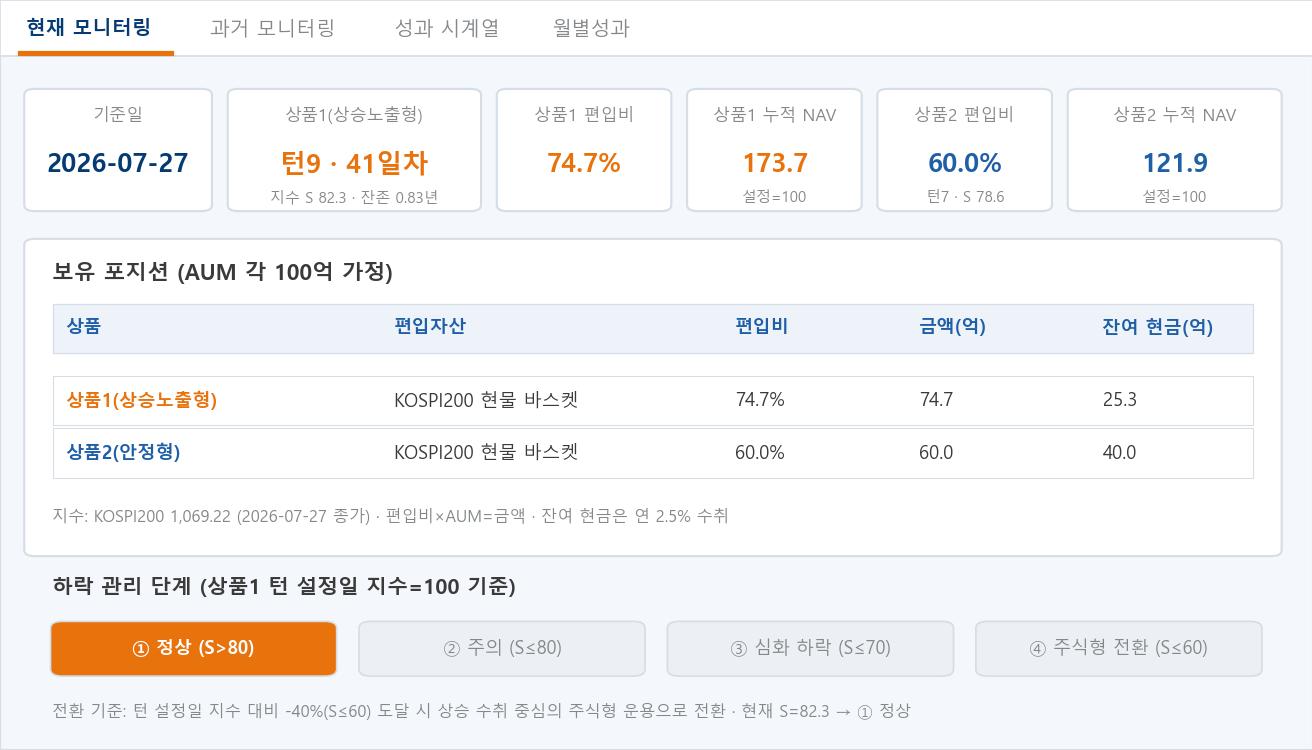 현재 모니터링 과거 모니터링 성과 시계열 월별성과
기준일
2026-07-27
상품1(상승노출형)
턴9 · 41일차
지수 S 82.3 · 잔존 0.83년
상품1 편입비
74.7%
상품1 누적 NAV
173.7
설정=100
상품2 편입비
60.0%
턴7 · S 78.6
상품2 누적 NAV
121.9
설정=100
보유 포지션 (AUM 각 100억 가정)
상품 편입자산 편입비 금액(억) 잔여 현금(억)
상품1(상승노출형) KOSPI200 현물 바스켓 74.7% 74.7 25.3
상품2(안정형) KOSPI200 현물 바스켓 60.0% 60.0 40.0
지수: KOSPI200 1,069.22 (2026-07-27 종가) · 편입비×AUM=금액 · 잔여 현금은 연 2.5% 수취
하락 관리 단계 (상품1 턴 설정일 지수=100 기준)
① 정상 (S>80) ② 주의 (S≤80) ③ 심화 하락 (S≤70) ④ 주식형 전환 (S≤60)
전환 기준: 턴 설정일 지수 대비 -40%(S≤60) 도달 시 상승 수취 중심의 주식형 운용으로 전환 · 현재 S=82.3 → ① 정상